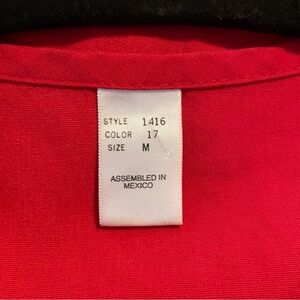 STYLE 1416
COLOR 17
SIZE M
ASSEMBLED IN
MEXICO